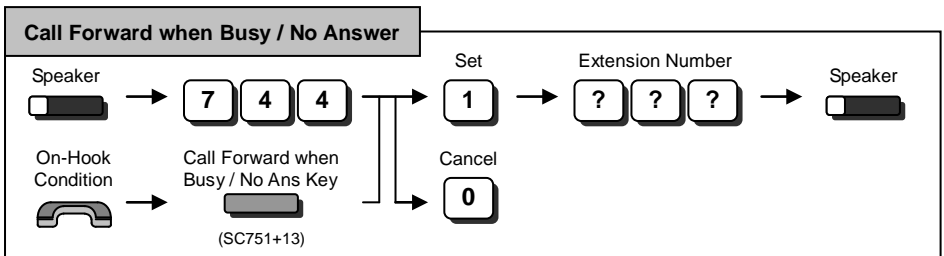 Call Forward when Busy / No Answer
Speaker
7 4 4
Set
1
Extension Number
? ? ?
Speaker
On-Hook
Condition
Call Forward when
Busy / No Ans Key
(SC751+13)
Cancel
0